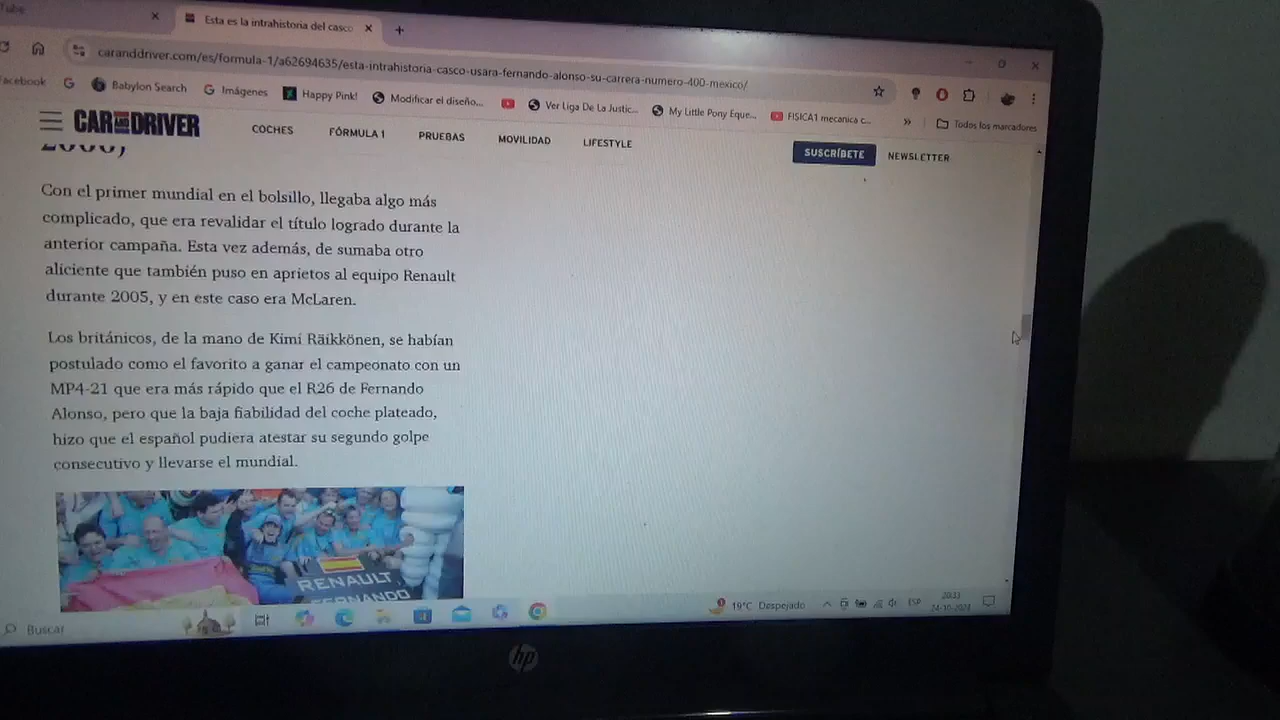 Tube
Esta es la intrahistoria del casco
caranddriver.com/es/formula-1/a62694635/esta-intrahistoria-casco-usara-fernando-alonso-su-carrera-numero-400-mexico/
Facebook
Babylon Search
Imágenes
Happy Pink!
Modificar el diseño...
Ver Liga De La Justic...
My Little Pony Eque...
FISICA1 mecanica c...
»
Todos los marcadores
CAR AND DRIVER
COCHES
FÓRMULA 1
PRUEBAS
MOVILIDAD
LIFESTYLE
SUSCRÍBETE
NEWSLETTER
Con el primer mundial en el bolsillo, llegaba algo más
complicado, que era revalidar el título logrado durante la
anterior campaña. Esta vez además, de sumaba otro
aliciente que también puso en aprietos al equipo Renault
durante 2005, y en este caso era McLaren.
Los británicos, de la mano de Kimi Räikkönen, se habían
postulado como el favorito a ganar el campeonato con un
MP4-21 que era más rápido que el R26 de Fernando
Alonso, pero que la baja fiabilidad del coche plateado,
hizo que el español pudiera atestar su segundo golpe
consecutivo y llevarse el mundial.
RENAULT
FERNANDO
Buscar
19°C Despejado
ESP
20:33
24-10-2024
hp